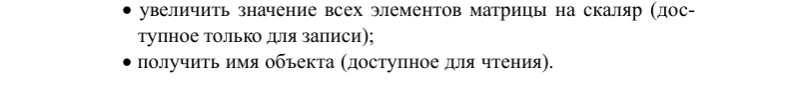 • увеличить значение всех элементов матрицы на скаляр (дос-
тупное только для записи);
• получить имя объекта (доступное для чтения).